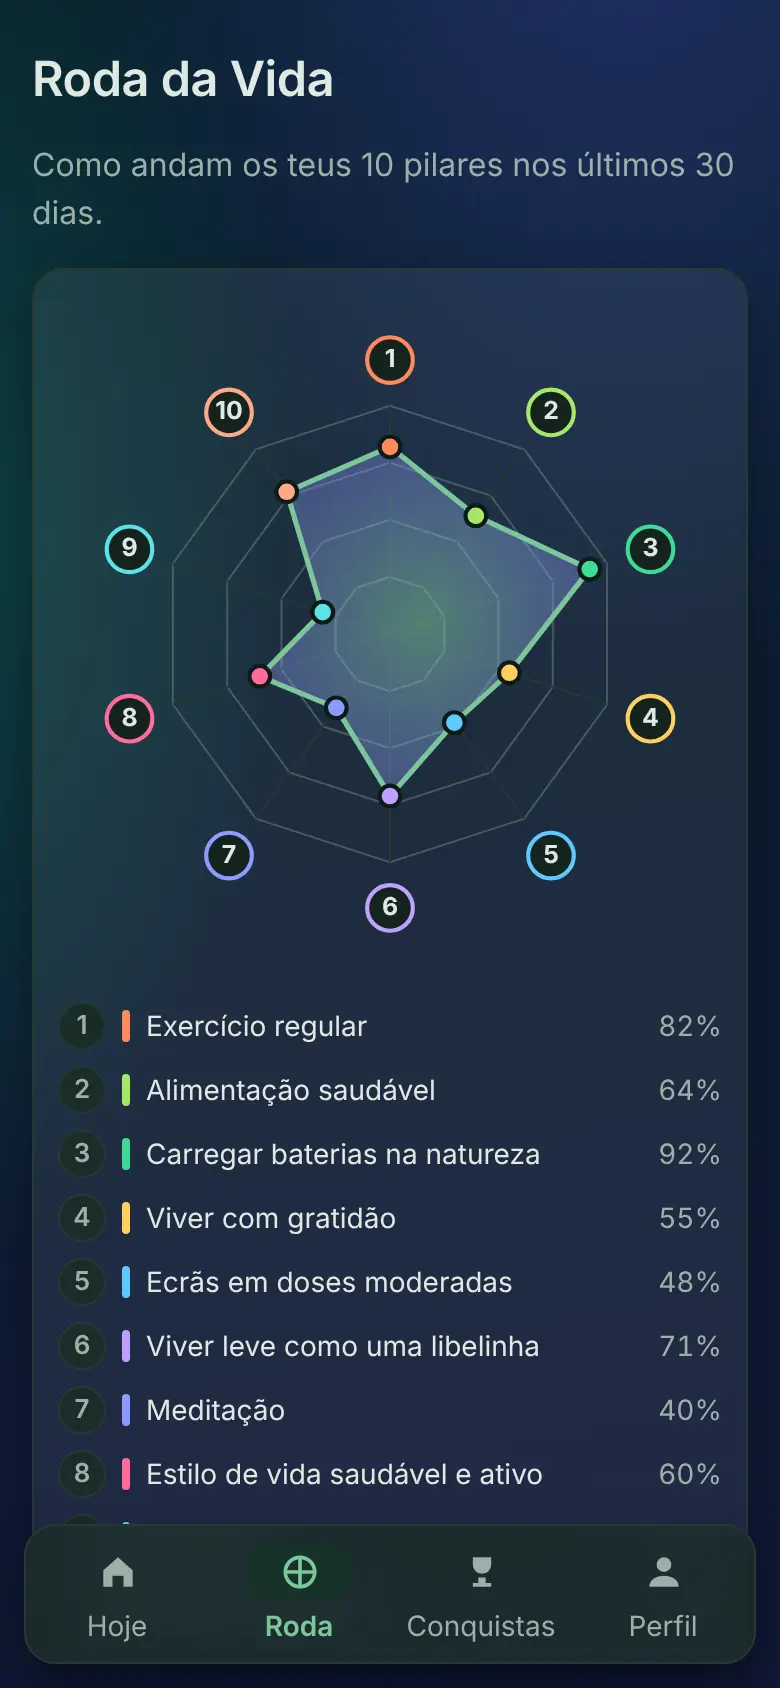 Roda da Vida
Como andam os teus 10 pilares nos últimos 30
dias.
1
10
2
9
3
8
4
7
5
6
1 Exercício regular 82%
2 Alimentação saudável 64%
3 Carregar baterias na natureza 92%
4 Viver com gratidão 55%
5 Ecrãs em doses moderadas 48%
6 Viver leve como uma libelinha 71%
7 Meditação 40%
8 Estilo de vida saudável e ativo 60%
Hoje Roda Conquistas Perfil